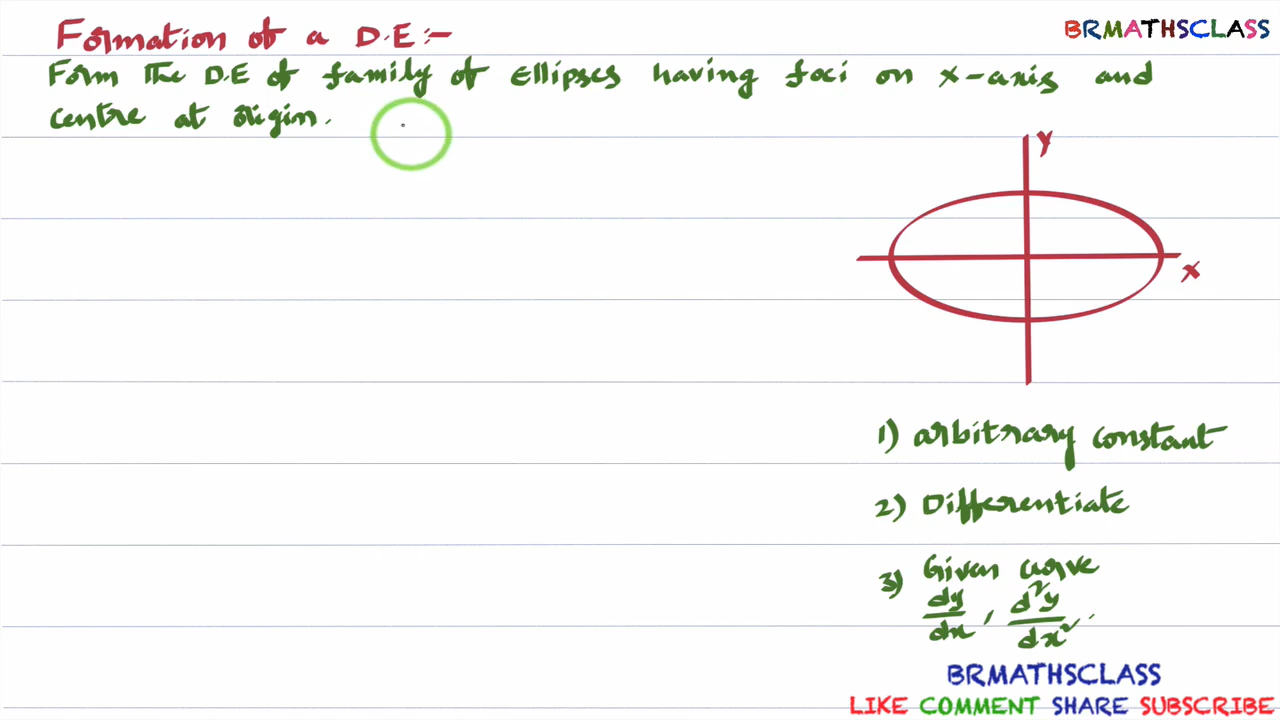 Formation of a D.E:-
BRMATHSCLASS
Form the D.E of family of Ellipses having foci on x-axis and
centre at origin.
y
x
1) arbitrary constant
2) Differentiate
3) Given curve
dy/dx , d²y/dx² .
BRMATHSCLASS
LIKE COMMENT SHARE SUBSCRIBE